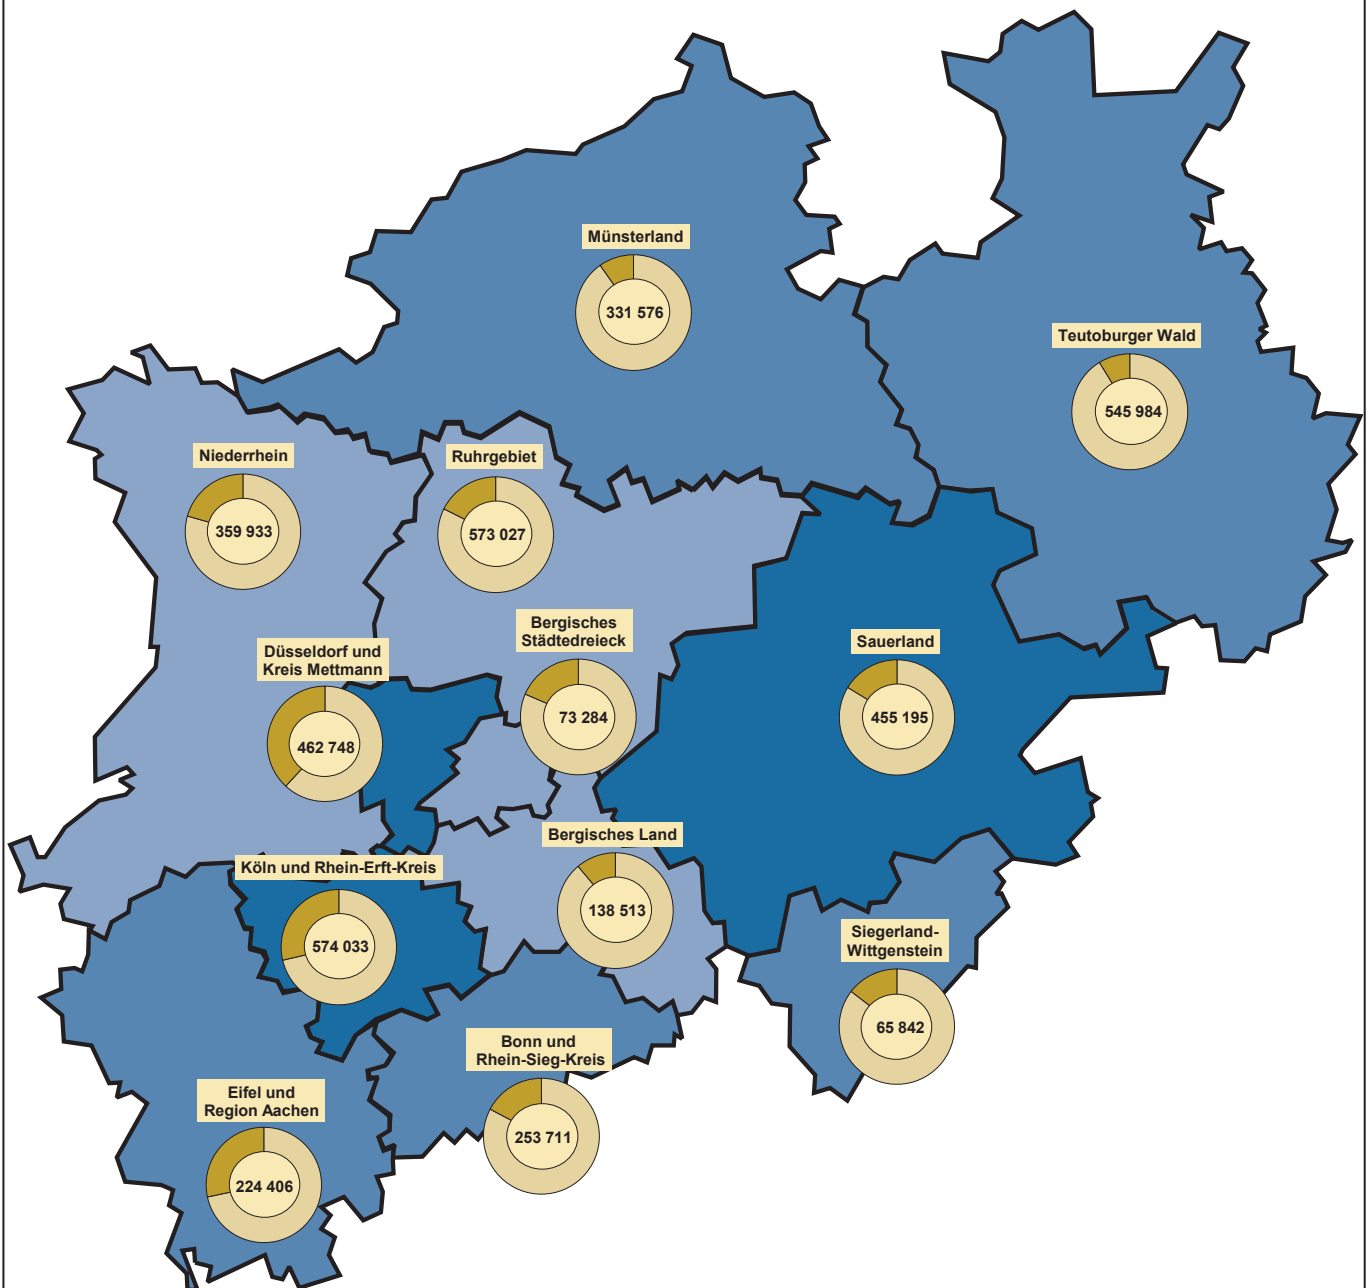 Münsterland
331 576
Teutoburger Wald
545 984
Niederrhein
359 933
Ruhrgebiet
573 027
Bergisches
Städtedreieck
73 284
Düsseldorf und
Kreis Mettmann
462 748
Sauerland
455 195
Bergisches Land
138 513
Köln und Rhein-Erft-Kreis
574 033
Siegerland-
Wittgenstein
65 842
Bonn und
Rhein-Sieg-Kreis
253 711
Eifel und
Region Aachen
224 406